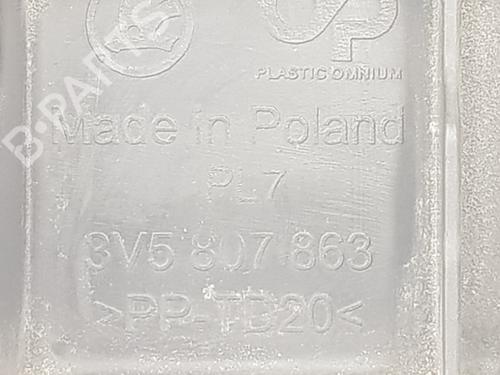 PLASTIC OMNIUM
Made in Poland
PL7
3V5 807 863
>PP-TD20<
B-PARTS